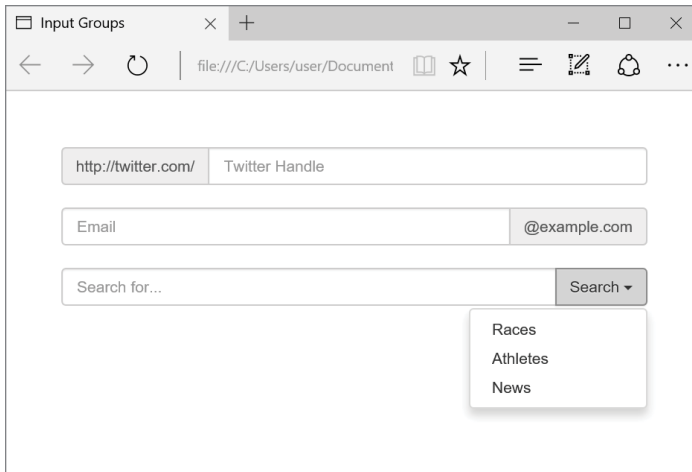 Input Groups
file:///C:/Users/user/Document
http://twitter.com/ Twitter Handle
Email @example.com
Search for... Search
Races
Athletes
News